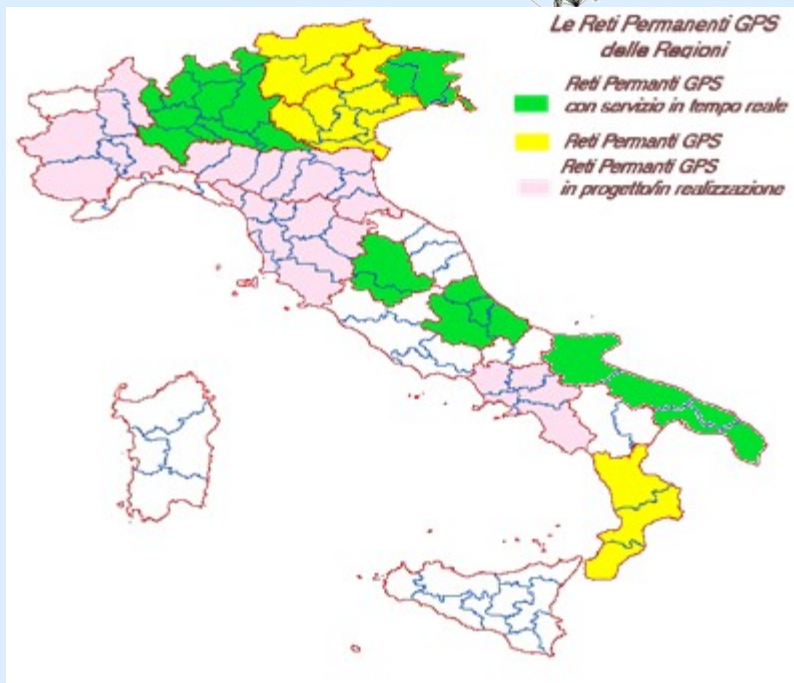 Le Reti Permanenti GPS
delle Regioni
Reti Permanti GPS
con servizio in tempo reale
Reti Permanti GPS
Reti Permanti GPS
in progetto/in realizzazione